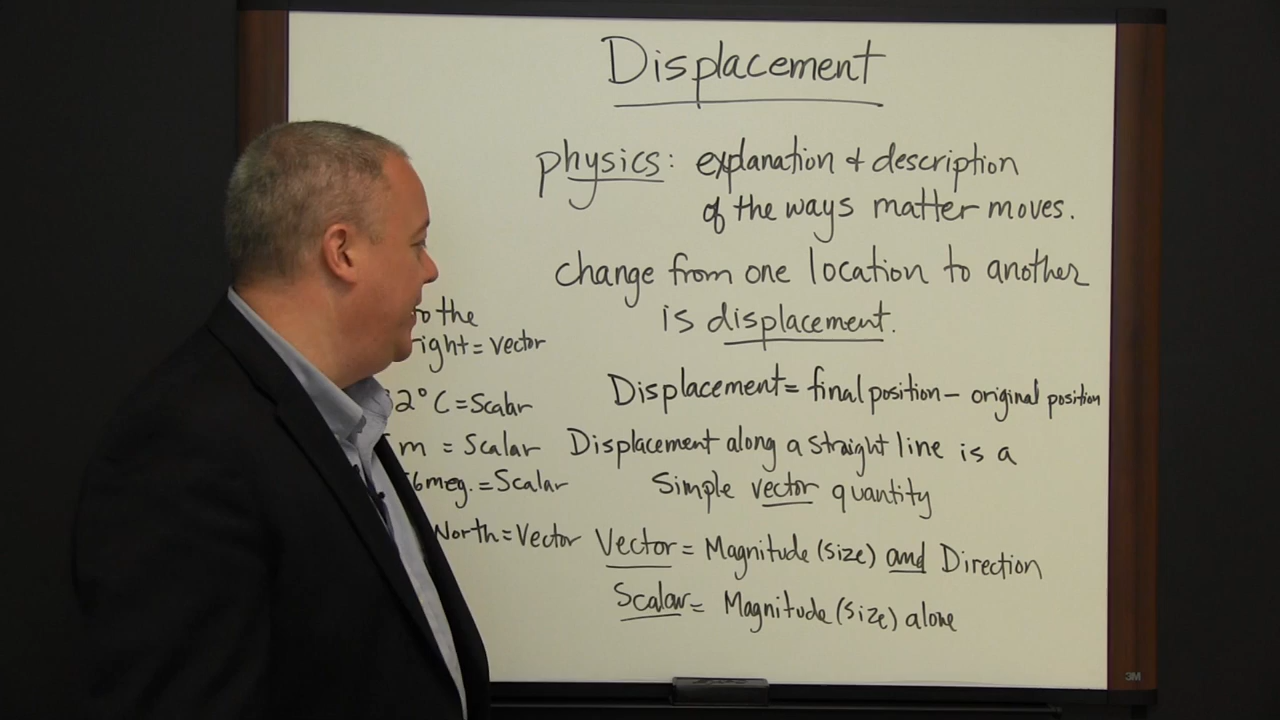 Displacement
physics: explanation & description
of the ways matter moves.
change from one location to another
is displacement.
Displacement = final position - original position
Displacement along a straight line is a
Simple vector quantity
Vector = Magnitude (size) and Direction
Scalar = Magnitude (size) alone
to the
right = vector
2°C = Scalar
m = Scalar
6 meg. = Scalar
North = Vector
3M